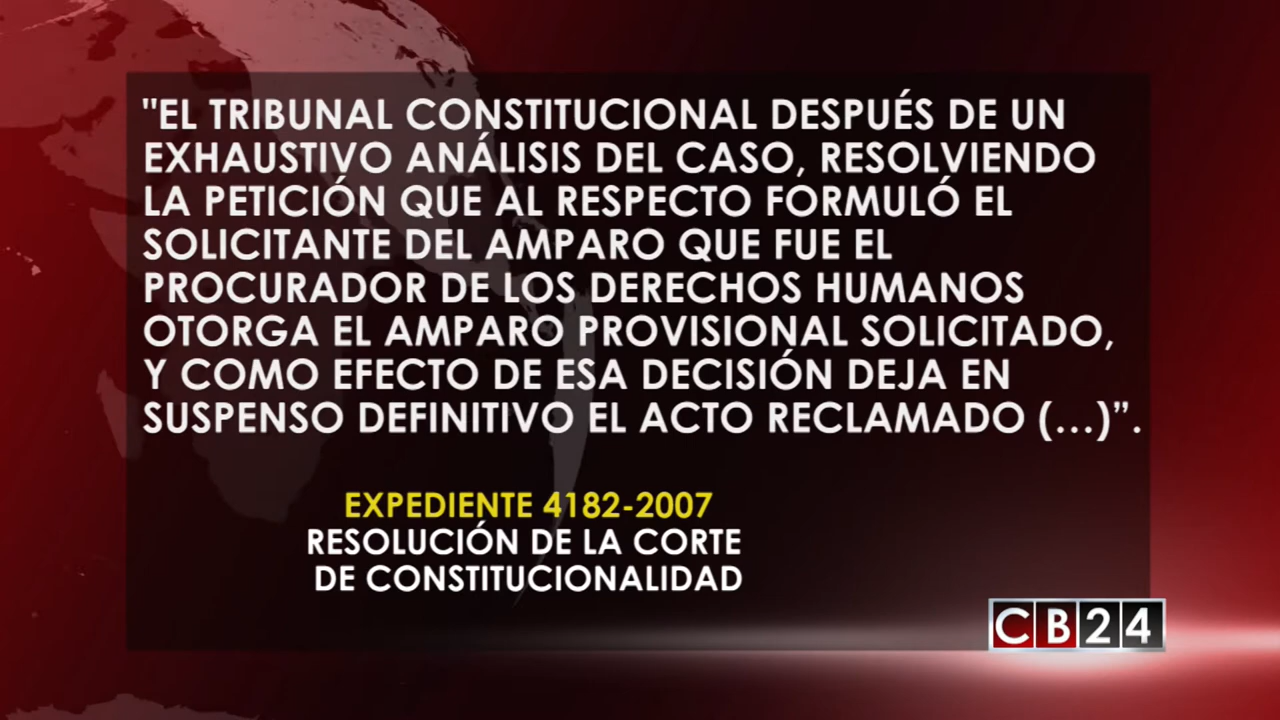 "EL TRIBUNAL CONSTITUCIONAL DESPUÉS DE UN
EXHAUSTIVO ANÁLISIS DEL CASO, RESOLVIENDO
LA PETICIÓN QUE AL RESPECTO FORMULÓ EL
SOLICITANTE DEL AMPARO QUE FUE EL
PROCURADOR DE LOS DERECHOS HUMANOS
OTORGA EL AMPARO PROVISIONAL SOLICITADO,
Y COMO EFECTO DE ESA DECISIÓN DEJA EN
SUSPENSO DEFINITIVO EL ACTO RECLAMADO (...)”.
EXPEDIENTE 4182-2007
RESOLUCIÓN DE LA CORTE
DE CONSTITUCIONALIDAD
CB24